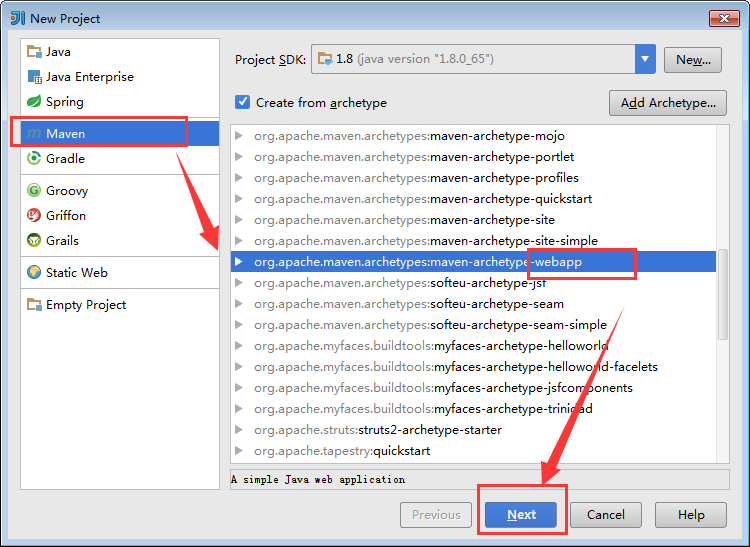 New Project
Java
Java Enterprise
Spring
Maven
Gradle
Groovy
Griffon
Grails
Static Web
Empty Project
Project SDK: 1.8 (java version "1.8.0_65") New...
Create from archetype Add Archetype...
org.apache.maven.archetypes:maven-archetype-mojo
org.apache.maven.archetypes:maven-archetype-portlet
org.apache.maven.archetypes:maven-archetype-profiles
org.apache.maven.archetypes:maven-archetype-quickstart
org.apache.maven.archetypes:maven-archetype-site
org.apache.maven.archetypes:maven-archetype-site-simple
org.apache.maven.archetypes:maven-archetype-webapp
org.apache.maven.archetypes:softeu-archetype-jsf
org.apache.maven.archetypes:softeu-archetype-seam
org.apache.maven.archetypes:softeu-archetype-seam-simple
org.apache.myfaces.buildtools:myfaces-archetype-helloworld
org.apache.myfaces.buildtools:myfaces-archetype-helloworld-facelets
org.apache.myfaces.buildtools:myfaces-archetype-jsfcomponents
org.apache.myfaces.buildtools:myfaces-archetype-trinidad
org.apache.struts:struts2-archetype-starter
org.apache.tapestry:quickstart
A simple Java web application
Previous Next Cancel Help